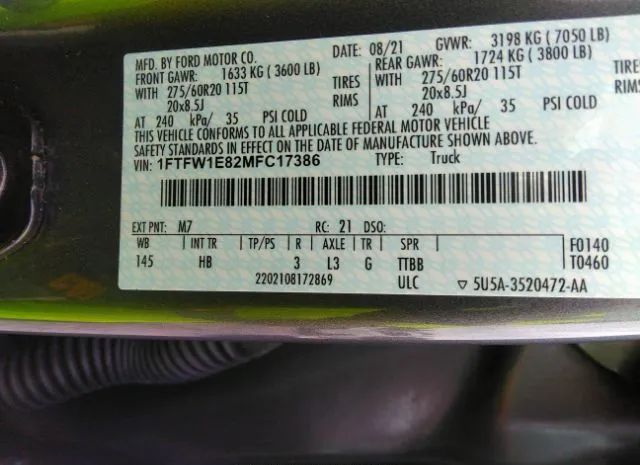 MFD. BY FORD MOTOR CO. DATE: 08/21 GVWR: 3198 KG (7050 LB)
FRONT GAWR: 1633 KG (3600 LB) REAR GAWR: 1724 KG (3800 LB)
WITH 275/60R20 115T TIRES WITH 275/60R20 115T TIRES
20x8.5J RIMS 20x8.5J RIMS
AT 240 kPa/ 35 PSI COLD AT 240 kPa/ 35 PSI COLD
THIS VEHICLE CONFORMS TO ALL APPLICABLE FEDERAL MOTOR VEHICLE
SAFETY STANDARDS IN EFFECT ON THE DATE OF MANUFACTURE SHOWN ABOVE.
VIN: 1FTFW1E82MFC17386 TYPE: Truck
EXT PNT: M7 RC: 21 DSO:
WB INT TR TP/PS R AXLE TR SPR F0140
145 HB 3 L3 G TTBB T0460
2202108172869 ULC ▽ 5U5A-3520472-AA